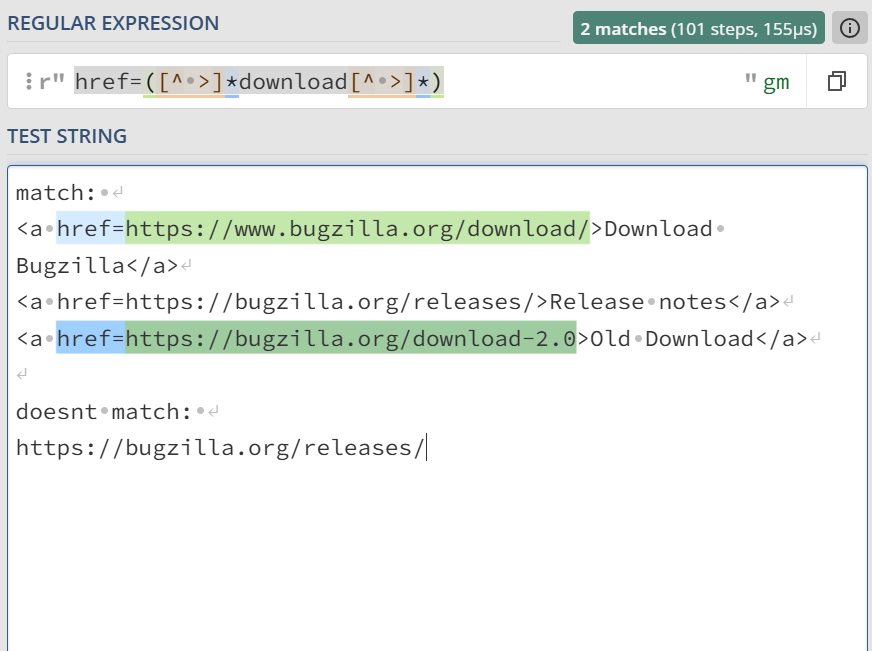 REGULAR EXPRESSION
2 matches (101 steps, 155μs)
r" href=([^ >]*download[^ >]*) " gm
TEST STRING
match: 
<a href=https://www.bugzilla.org/download/>Download 
Bugzilla</a>
<a href=https://bugzilla.org/releases/>Release notes</a>
<a href=https://bugzilla.org/download-2.0>Old Download</a>

doesnt match: 
https://bugzilla.org/releases/